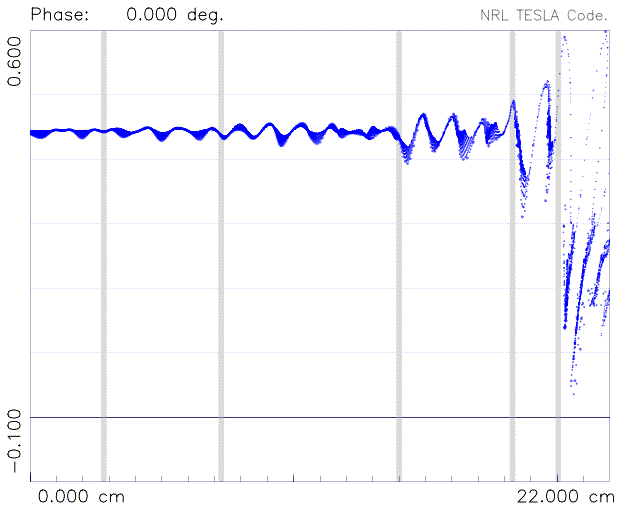 Phase: 0.000 deg.
NRL TESLA Code.
0.600
-0.100
0.000 cm
22.000 cm